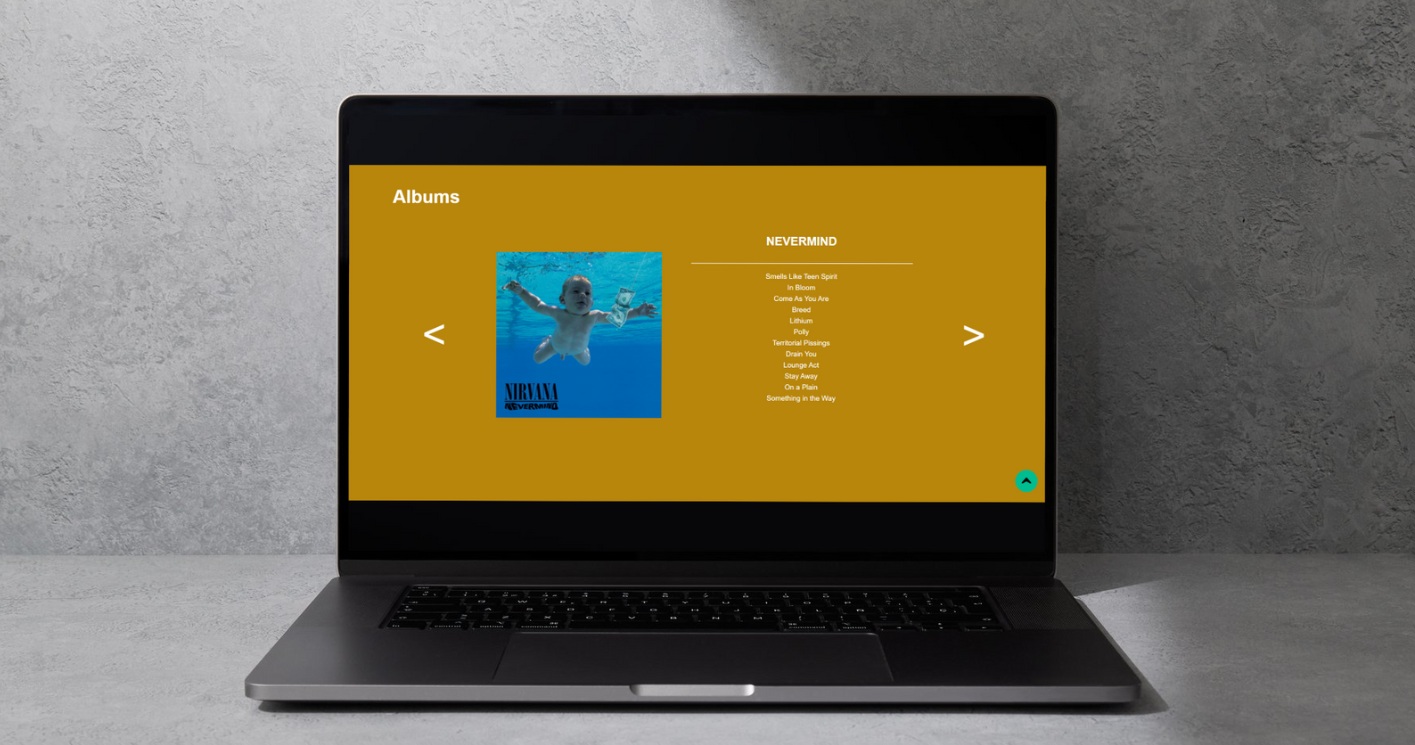 Albums
NEVERMIND
Smells Like Teen Spirit
In Bloom
Come As You Are
Breed
Lithium
Polly
Territorial Pissings
Drain You
Lounge Act
Stay Away
On a Plain
Something in the Way
<
>
NIRVANA
NEVERMIND